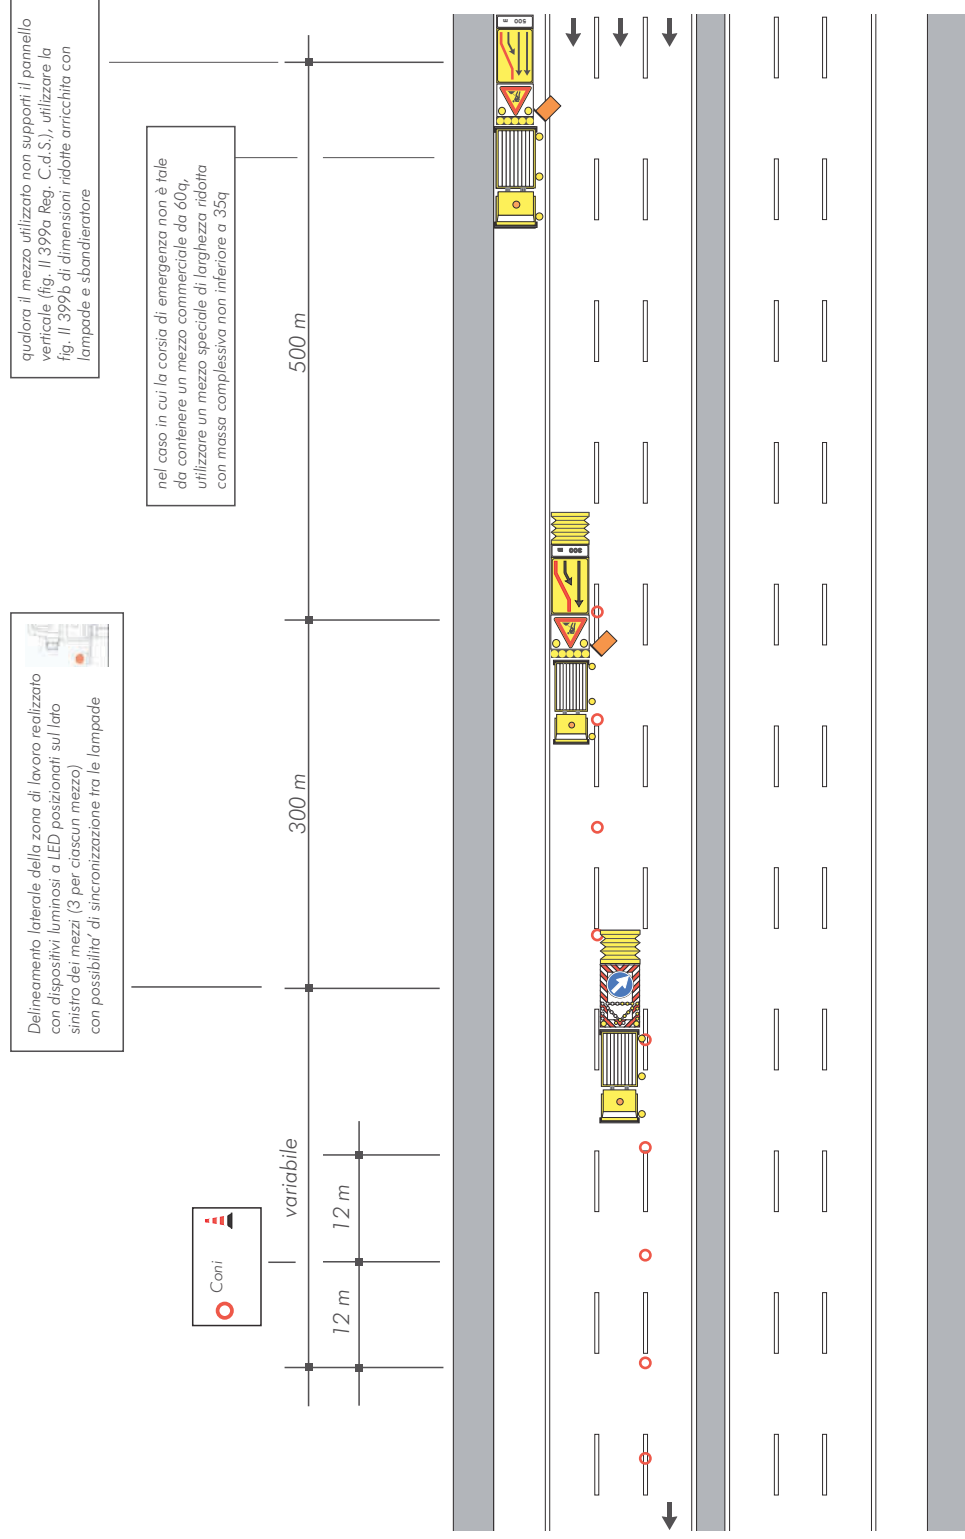 qualora il mezzo utilizzato non supporti il pannello
verticale (fig. II 399a Reg. C.d.S.), utilizzare la
fig. II 399b di dimensioni ridotte arricchita con
lampade e sbandieratore
nel caso in cui la corsia di emergenza non è tale
da contenere un mezzo commerciale da 60q,
utilizzare un mezzo speciale di larghezza ridotta
con massa complessiva non inferiore a 35q
Delineamento laterale della zona di lavoro realizzato
con dispositivi luminosi a LED posizionati sul lato
sinistro dei mezzi (3 per ciascun mezzo)
con possibilita' di sincronizzazione tra le lampade
Coni
variabile
12 m
12 m
300 m
500 m
500 m
300 m